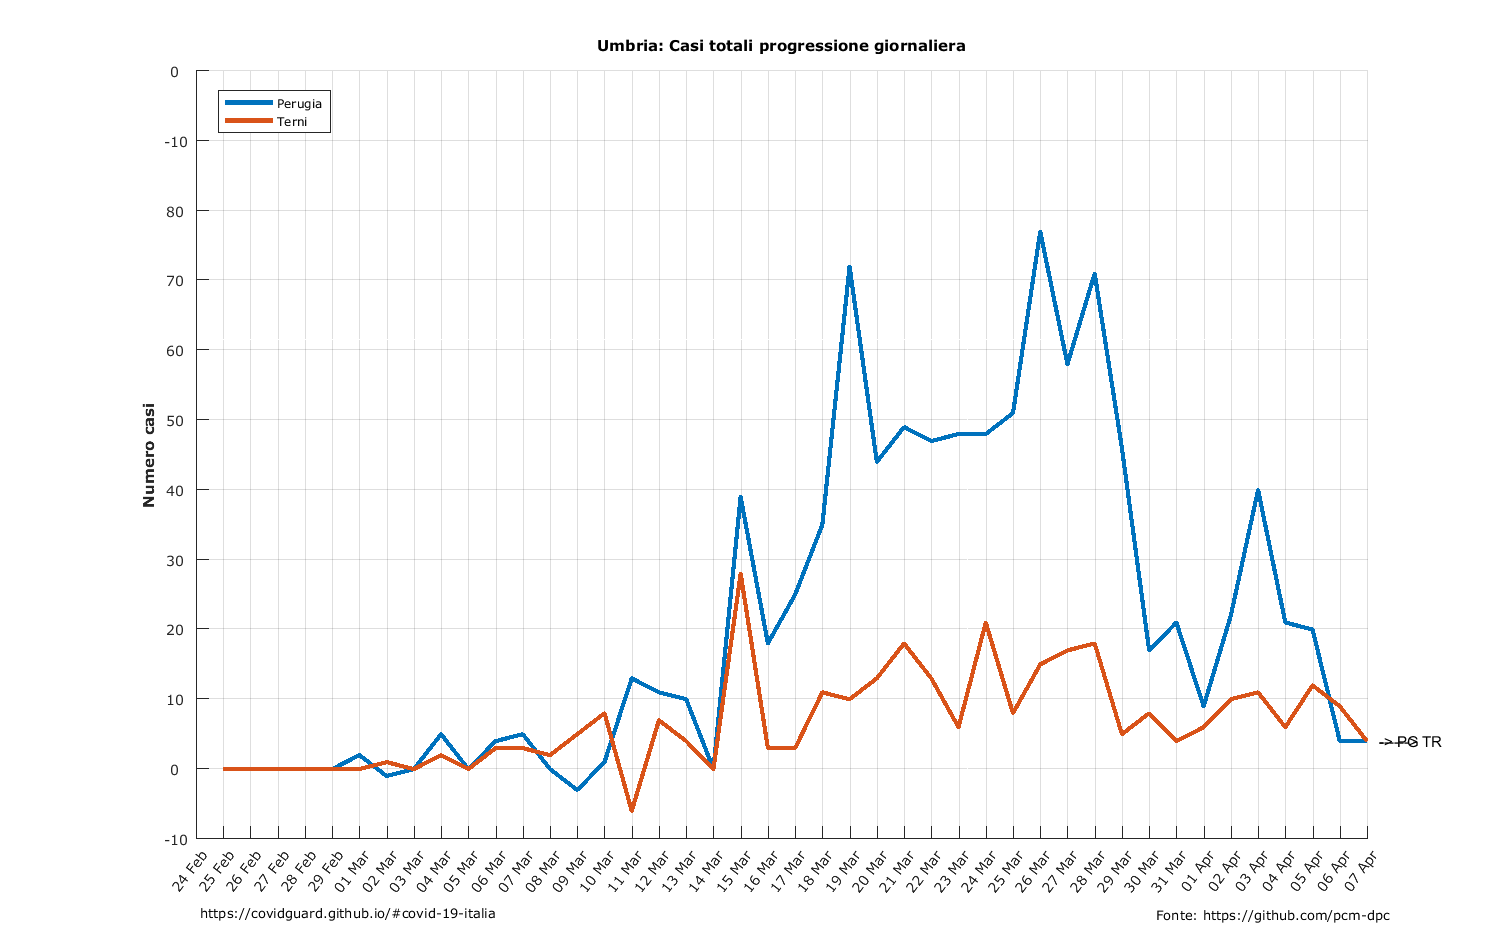 Umbria: Casi totali progressione giornaliera
0
-10
80
70
60
50
40
30
20
10
0
-10
Numero casi
Perugia
Terni
-> PG TR
24 Feb
25 Feb
26 Feb
27 Feb
28 Feb
29 Feb
01 Mar
02 Mar
03 Mar
04 Mar
05 Mar
06 Mar
07 Mar
08 Mar
09 Mar
10 Mar
11 Mar
12 Mar
13 Mar
14 Mar
15 Mar
16 Mar
17 Mar
18 Mar
19 Mar
20 Mar
21 Mar
22 Mar
23 Mar
24 Mar
25 Mar
26 Mar
27 Mar
28 Mar
29 Mar
30 Mar
31 Mar
01 Apr
02 Apr
03 Apr
04 Apr
05 Apr
06 Apr
07 Apr
https://covidguard.github.io/#covid-19-italia
Fonte: https://github.com/pcm-dpc